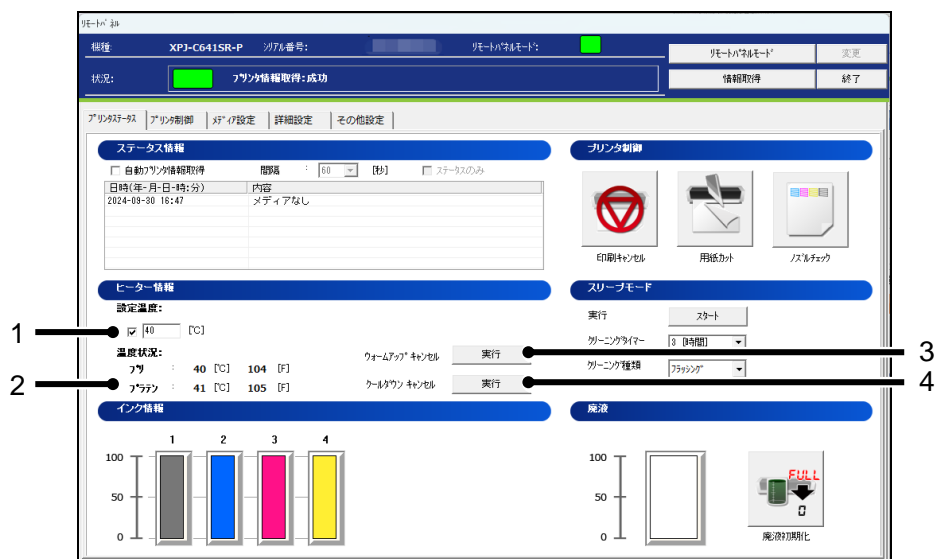 リモートパネル
機種: XPJ-C641SR-P シリアル番号: リモートパネルモード: リモートパネルモード 変更
状況: プリンタ情報取得:成功 情報取得 終了
プリンタステータス プリンタ制御 メディア設定 詳細設定 その他設定
ステータス情報
自動プリンタ情報取得 間隔 : 60 [秒] ステータスのみ
日時(年-月-日-時:分) 内容
2024-09-30 16:47 メディアなし
プリンタ制御
印刷キャンセル 用紙カット ノズルチェック
ヒーター情報
設定温度:
1 40 [℃]
温度状況:
プリ : 40 [℃] 104 [F]
2 プラテン : 41 [℃] 105 [F]
ウォームアップ キャンセル 実行 3
クールダウン キャンセル 実行 4
スリープモード
実行 スタート
クリーニングタイマー 3 [時間]
クリーニング種類 フラッシング
インク情報
1 2 3 4
100
50
0
廃液
100
50
0
FULL
0
廃液初期化